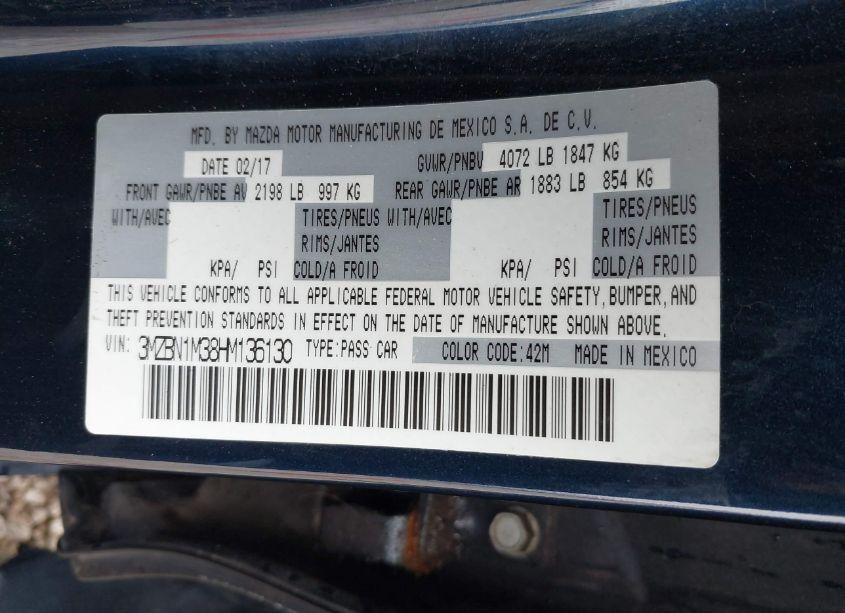 MFD. BY MAZDA MOTOR MANUFACTURING DE MEXICO S.A. DE C.V.
DATE 02/17 GVWR/PNBV 4072 LB 1847 KG
FRONT GAWR/PNBE AV 2198 LB 997 KG REAR GAWR/PNBE AR 1883 LB 854 KG
WITH/AVEC TIRES/PNEUS WITH/AVEC TIRES/PNEUS
RIMS/JANTES RIMS/JANTES
KPA/ PSI COLD/A FROID KPA/ PSI COLD/A FROID
THIS VEHICLE CONFORMS TO ALL APPLICABLE FEDERAL MOTOR VEHICLE SAFETY, BUMPER, AND
THEFT PREVENTION STANDARDS IN EFFECT ON THE DATE OF MANUFACTURE SHOWN ABOVE.
VIN: 3MZBN1M38HM136130 TYPE:PASS CAR COLOR CODE:42M MADE IN MEXICO